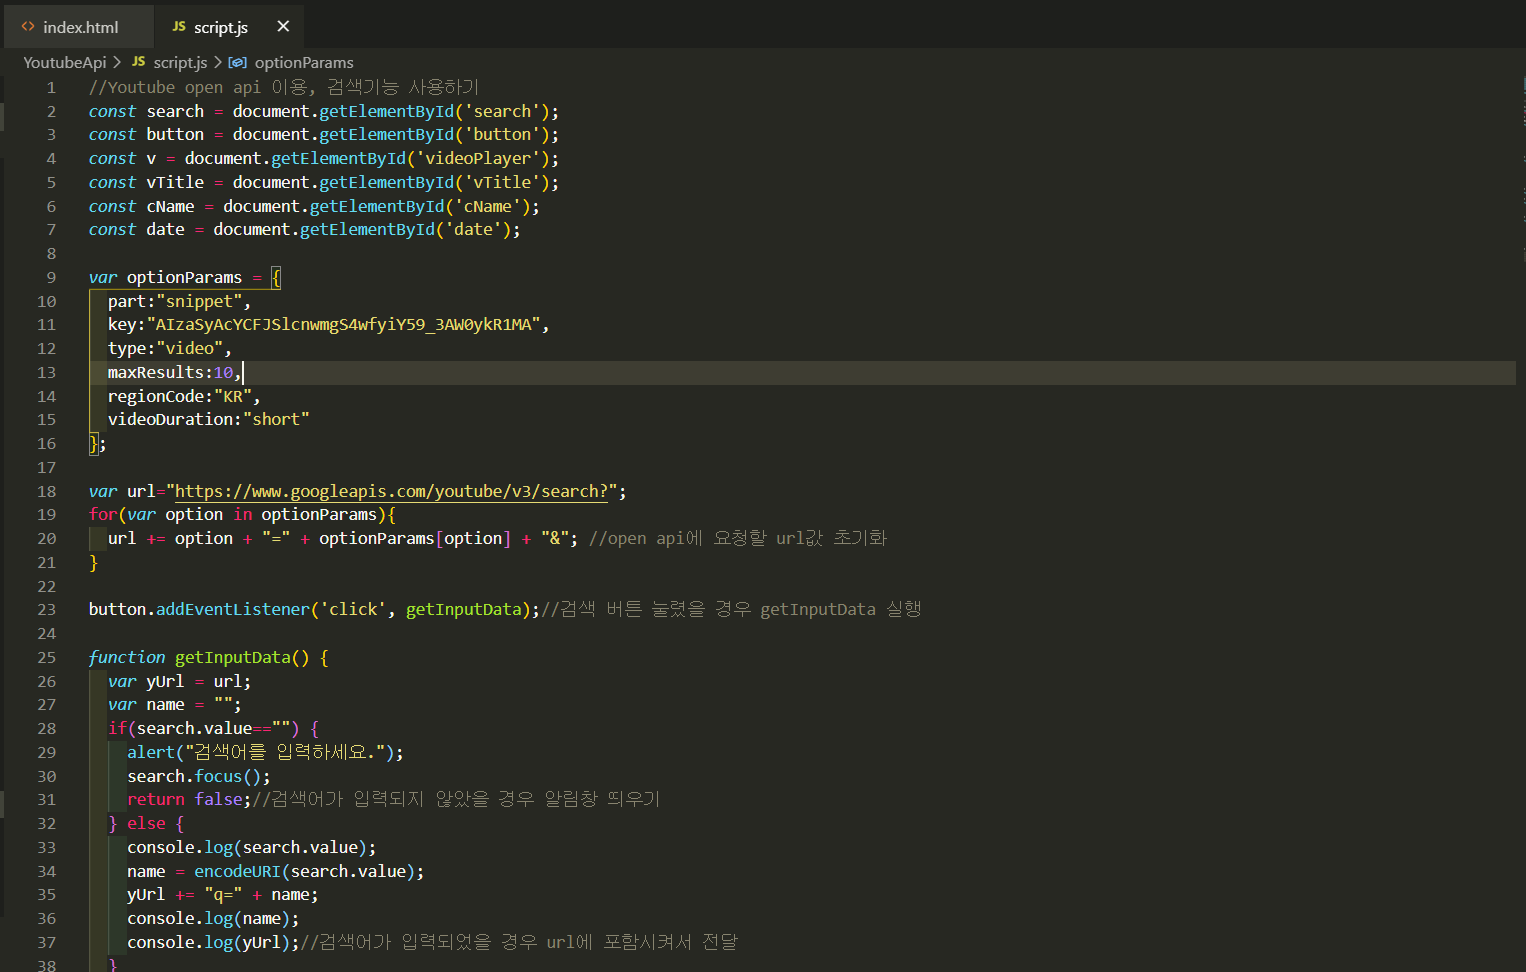 index.html
script.js
YoutubeApi > script.js > optionParams
1 //Youtube open api 이용, 검색기능 사용하기
2 const search = document.getElementById('search');
3 const button = document.getElementById('button');
4 const v = document.getElementById('videoPlayer');
5 const vTitle = document.getElementById('vTitle');
6 const cName = document.getElementById('cName');
7 const date = document.getElementById('date');
8
9 var optionParams = {
10 part:"snippet",
11 key:"AIzaSyAcYCFJSlcnwmgS4wfyiY59_3AW0ykR1MA",
12 type:"video",
13 maxResults:10,
14 regionCode:"KR",
15 videoDuration:"short"
16 };
17
18 var url="https://www.googleapis.com/youtube/v3/search?";
19 for(var option in optionParams){
20 url += option + "=" + optionParams[option] + "&"; //open api에 요청할 url값 초기화
21 }
22
23 button.addEventListener('click', getInputData);//검색 버튼 눌렸을 경우 getInputData 실행
24
25 function getInputData() {
26 var yUrl = url;
27 var name = "";
28 if(search.value=="") {
29 alert("검색어를 입력하세요.");
30 search.focus();
31 return false;//검색어가 입력되지 않았을 경우 알림창 띄우기
32 } else {
33 console.log(search.value);
34 name = encodeURI(search.value);
35 yUrl += "q=" + name;
36 console.log(name);
37 console.log(yUrl);//검색어가 입력되었을 경우 url에 포함시켜서 전달
38 }